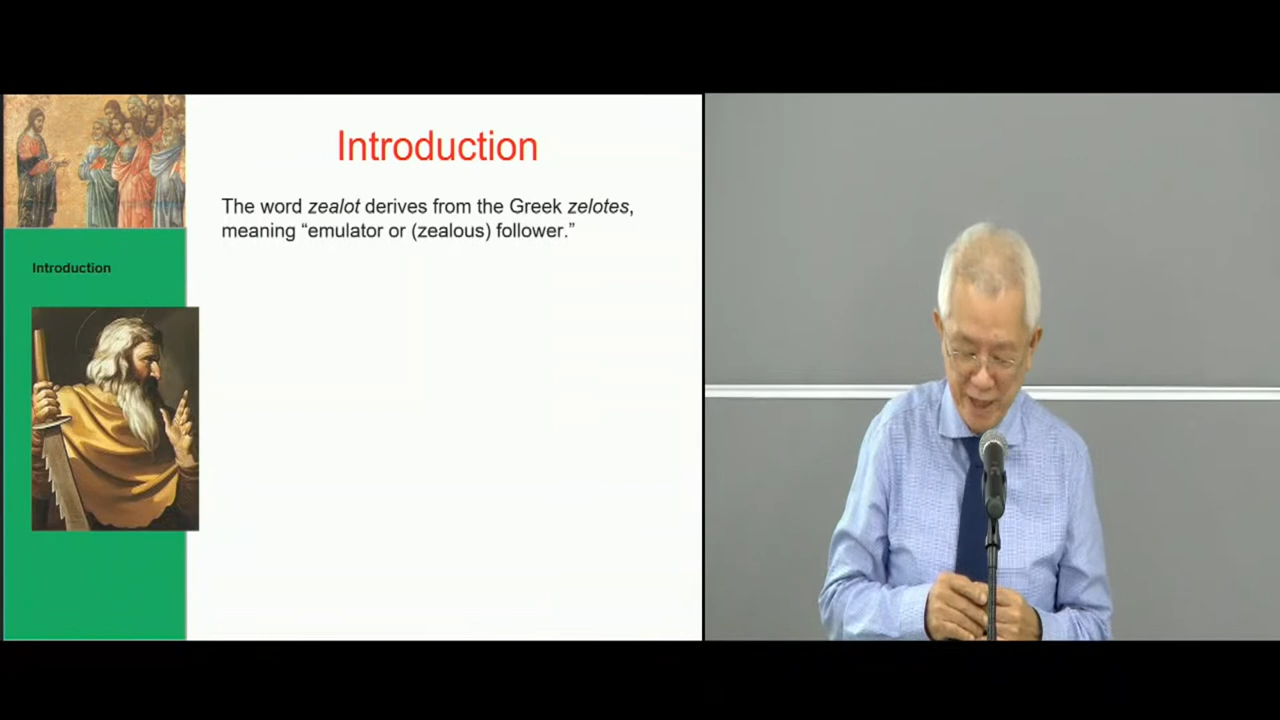 Introduction
The word zealot derives from the Greek zelotes,
meaning “emulator or (zealous) follower.”
Introduction